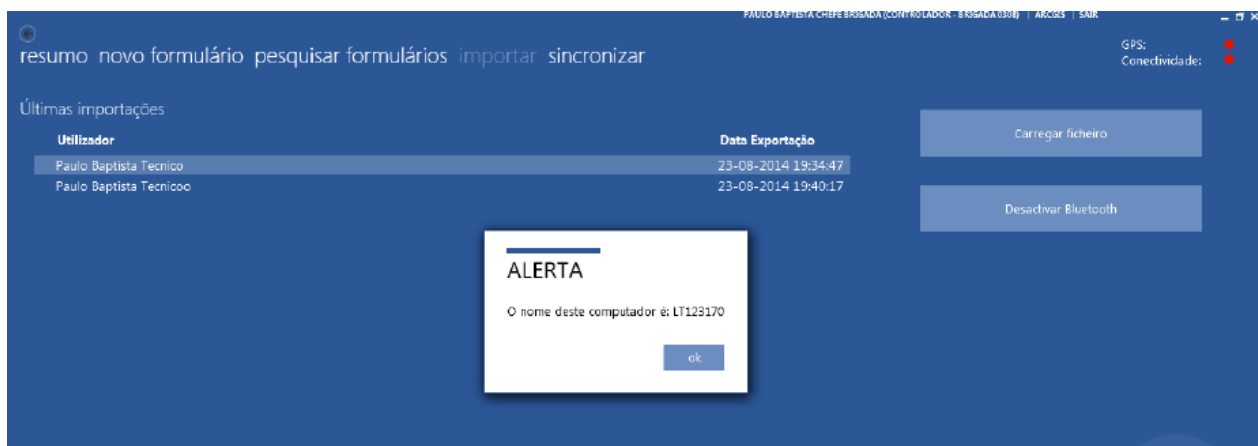 PAULO BAPTISTA CHEFE BRIGADA (CONTROLADOR - BRIGADA 0308) | ARCGIS | SAIR
resumo novo formulário pesquisar formulários importar sincronizar
GPS:
Conectividade:
Últimas importações
Utilizador Data Exportação
Paulo Baptista Tecnico 23-08-2014 19:34:47
Paulo Baptista Tecnicoo 23-08-2014 19:40:17
Carregar ficheiro
Desactivar Bluetooth
ALERTA
O nome deste computador é: LT123170
ok